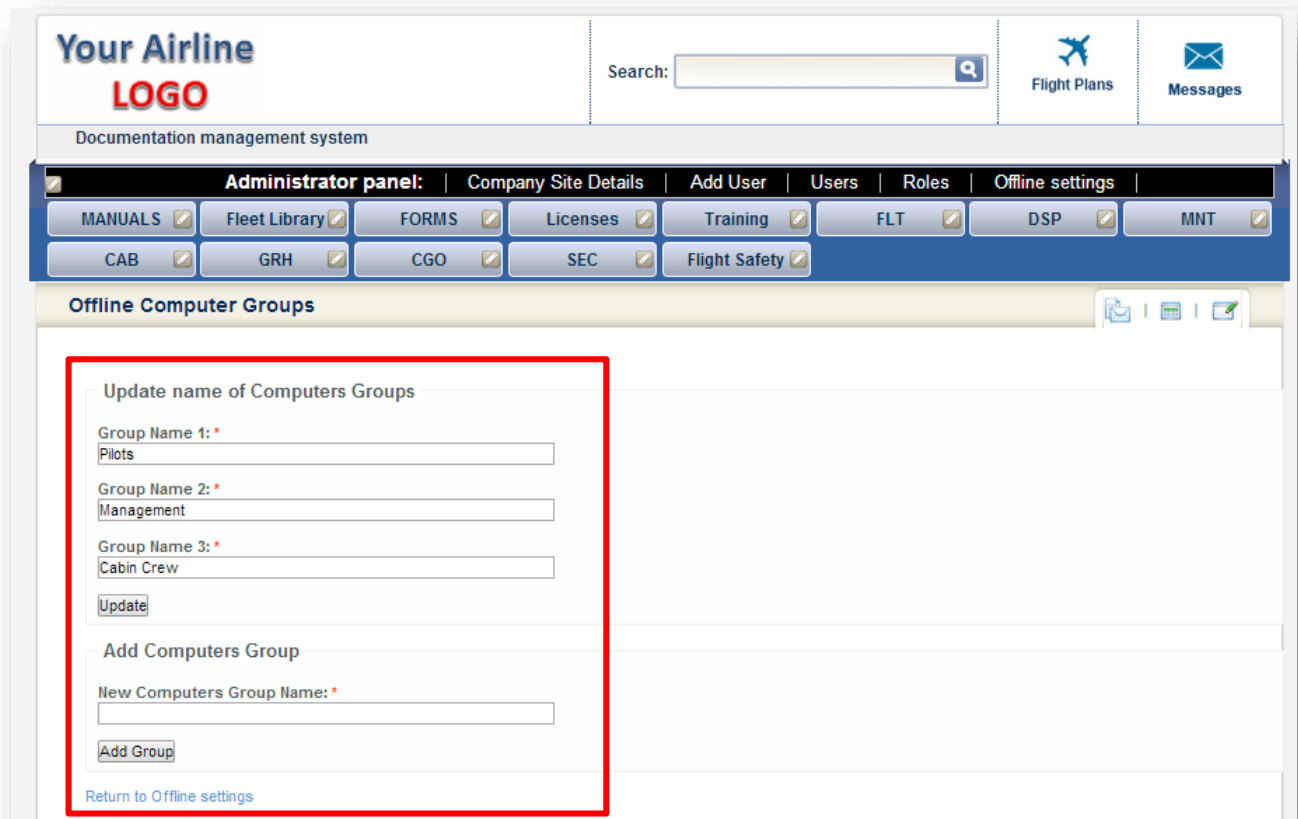 Your Airline
LOGO
Search:
Flight Plans
Messages
Documentation management system
Administrator panel: | Company Site Details | Add User | Users | Roles | Offline settings |
MANUALS Fleet Library FORMS Licenses Training FLT DSP MNT
CAB GRH CGO SEC Flight Safety
Offline Computer Groups
Update name of Computers Groups
Group Name 1: *
Pilots
Group Name 2: *
Management
Group Name 3: *
Cabin Crew
Update
Add Computers Group
New Computers Group Name: *
Add Group
Return to Offline settings